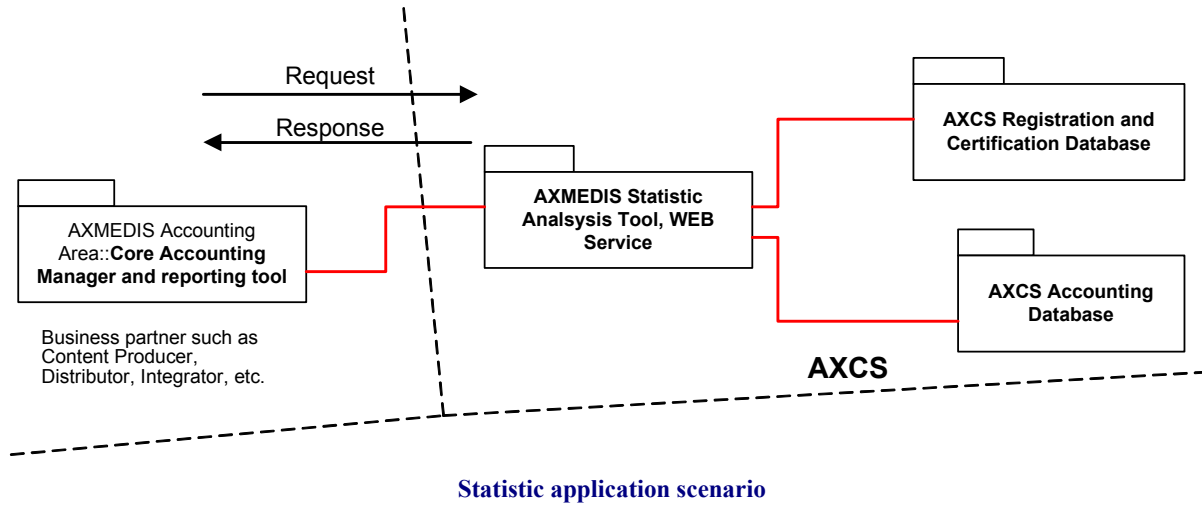 Request
Response
AXCS Registration and
Certification Database
AXMEDIS Statistic
Analsysis Tool, WEB
Service
AXMEDIS Accounting
Area::Core Accounting
Manager and reporting tool
AXCS Accounting
Database
Business partner such as
Content Producer,
Distributor, Integrator, etc.
AXCS
Statistic application scenario